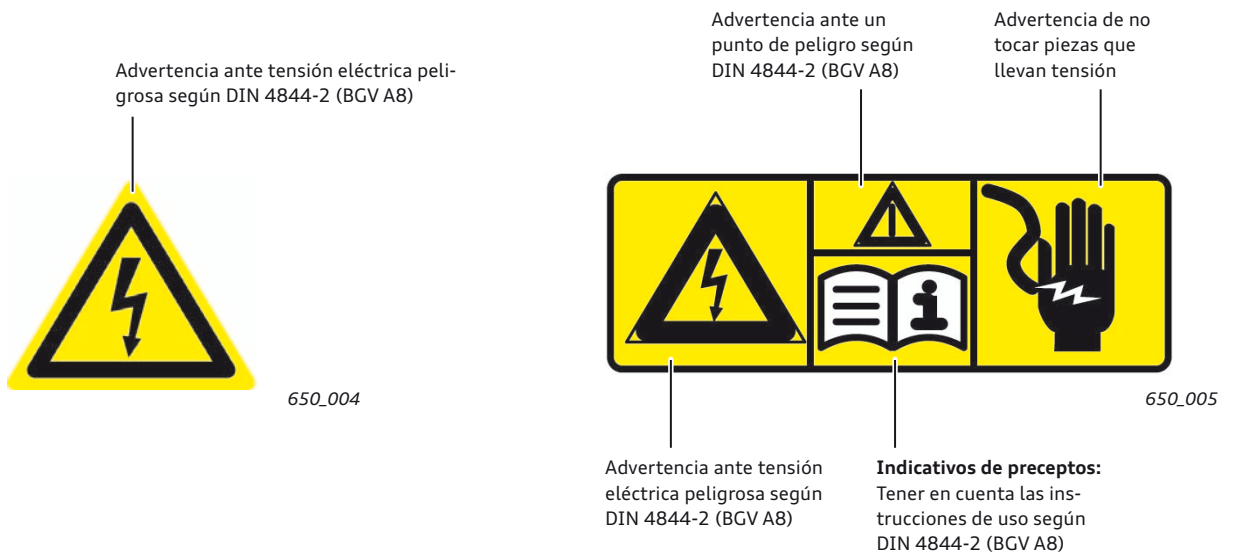 Advertencia ante tensión eléctrica peli-
grosa según DIN 4844-2 (BGV A8)
650_004
Advertencia ante un
punto de peligro según
DIN 4844-2 (BGV A8)
Advertencia de no
tocar piezas que
llevan tensión
650_005
Advertencia ante tensión
eléctrica peligrosa según
DIN 4844-2 (BGV A8)
Indicativos de preceptos:
Tener en cuenta las ins-
trucciones de uso según
DIN 4844-2 (BGV A8)